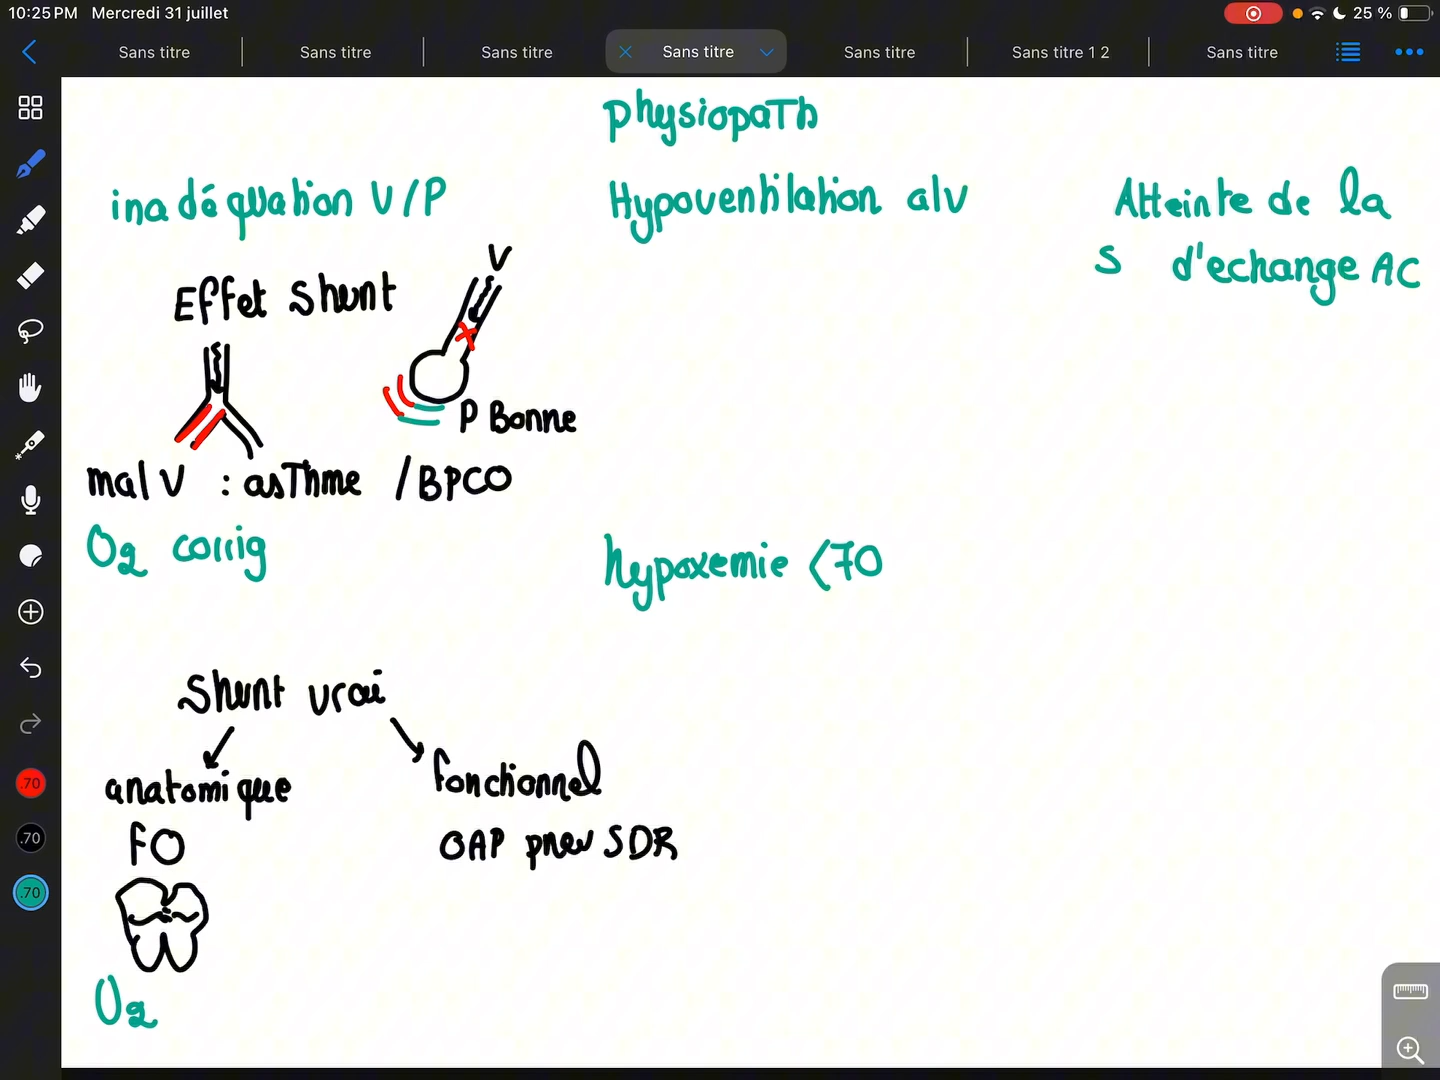 10:25 PM Mercredi 31 juillet
25 %
Sans titre
Sans titre
Sans titre
Sans titre
Sans titre
Sans titre 1 2
Sans titre
physiopath
inadéquation V/P
Hypoventilation alv
Atteinte de la
S d'echange AC
Effet Shunt
V
P Bonne
mal V : asthme / BPCO
O2 corrig
hypoxemie <70
Shunt vrai
anatomique
fonctionnel
FO
OAP pneu SDR
O2
.70
.70
.70